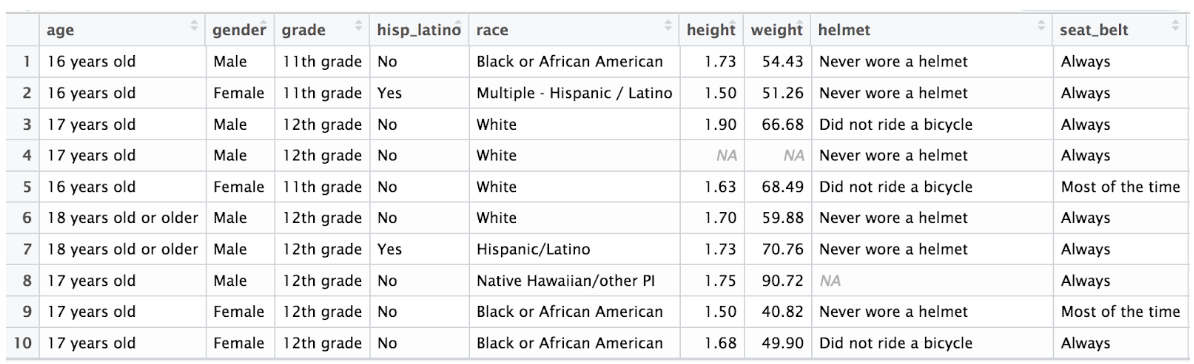 age gender grade hisp_latino race height weight helmet seat_belt
1 16 years old Male 11th grade No Black or African American 1.73 54.43 Never wore a helmet Always
2 16 years old Female 11th grade Yes Multiple - Hispanic / Latino 1.50 51.26 Never wore a helmet Always
3 17 years old Male 12th grade No White 1.90 66.68 Did not ride a bicycle Always
4 17 years old Male 12th grade No White NA NA Never wore a helmet Always
5 16 years old Female 11th grade No White 1.63 68.49 Did not ride a bicycle Most of the time
6 18 years old or older Male 12th grade No White 1.70 59.88 Never wore a helmet Always
7 18 years old or older Male 12th grade Yes Hispanic/Latino 1.73 70.76 Never wore a helmet Always
8 17 years old Male 12th grade No Native Hawaiian/other PI 1.75 90.72 NA Always
9 17 years old Female 12th grade No Black or African American 1.50 40.82 Never wore a helmet Most of the time
10 17 years old Female 12th grade No Black or African American 1.68 49.90 Did not ride a bicycle Always